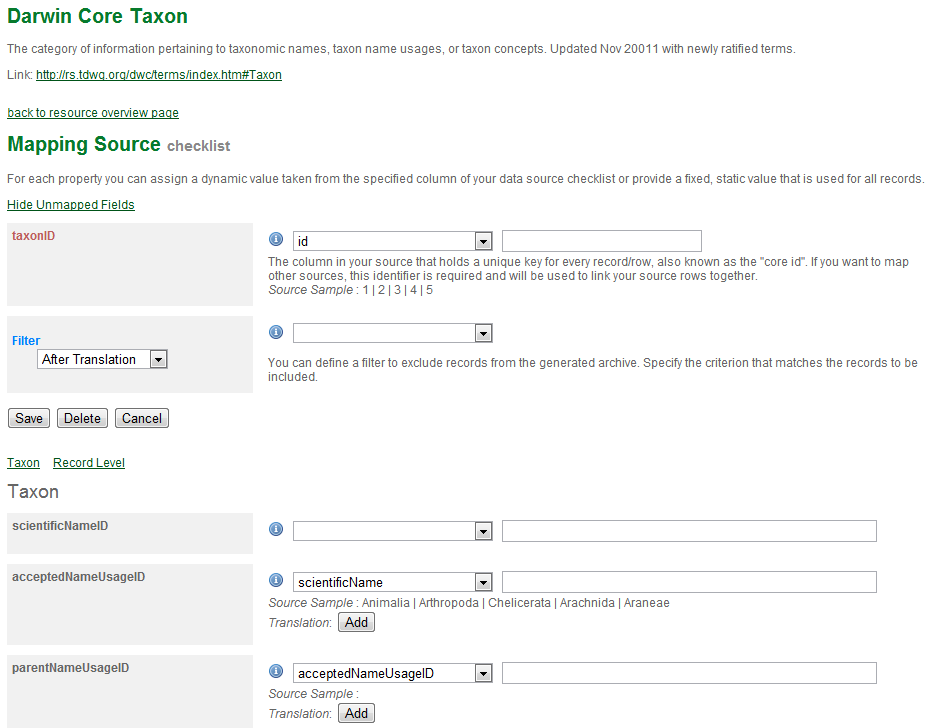 Darwin Core Taxon
The category of information pertaining to taxonomic names, taxon name usages, or taxon concepts. Updated Nov 20011 with newly ratified terms.
Link: http://rs.tdwg.org/dwc/terms/index.htm#Taxon
back to resource overview page
Mapping Source checklist
For each property you can assign a dynamic value taken from the specified column of your data source checklist or provide a fixed, static value that is used for all records.
Hide Unmapped Fields
taxonID
id
The column in your source that holds a unique key for every record/row, also known as the "core id". If you want to map
other sources, this identifier is required and will be used to link your source rows together.
Source Sample : 1 | 2 | 3 | 4 | 5
Filter
After Translation
You can define a filter to exclude records from the generated archive. Specify the criterion that matches the records to be
included.
Save Delete Cancel
Taxon Record Level
Taxon
scientificNameID
acceptedNameUsageID
scientificName
Source Sample : Animalia | Arthropoda | Chelicerata | Arachnida | Araneae
Translation: Add
parentNameUsageID
acceptedNameUsageID
Source Sample :
Translation: Add